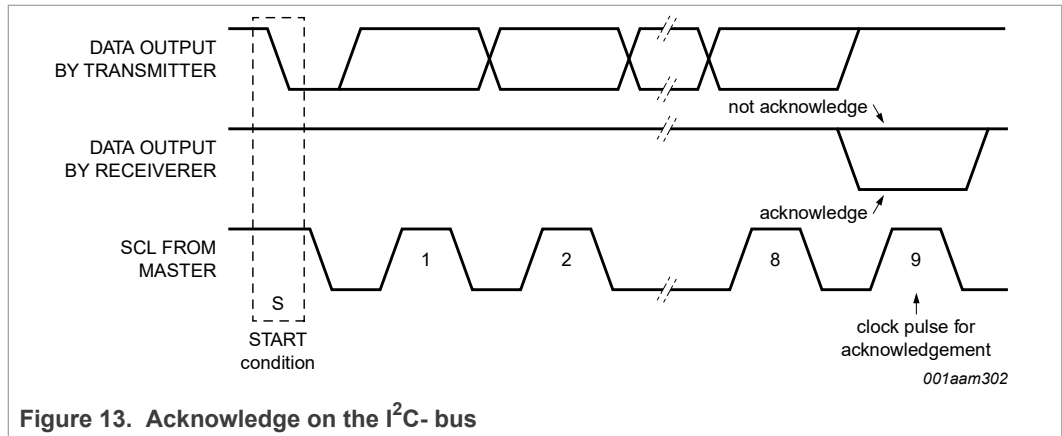 DATA OUTPUT
BY TRANSMITTER
not acknowledge
DATA OUTPUT
BY RECEIVERER
acknowledge
SCL FROM
MASTER
1
2
8
9
S
START
condition
clock pulse for
acknowledgement
001aam302
Figure 13. Acknowledge on the I²C- bus